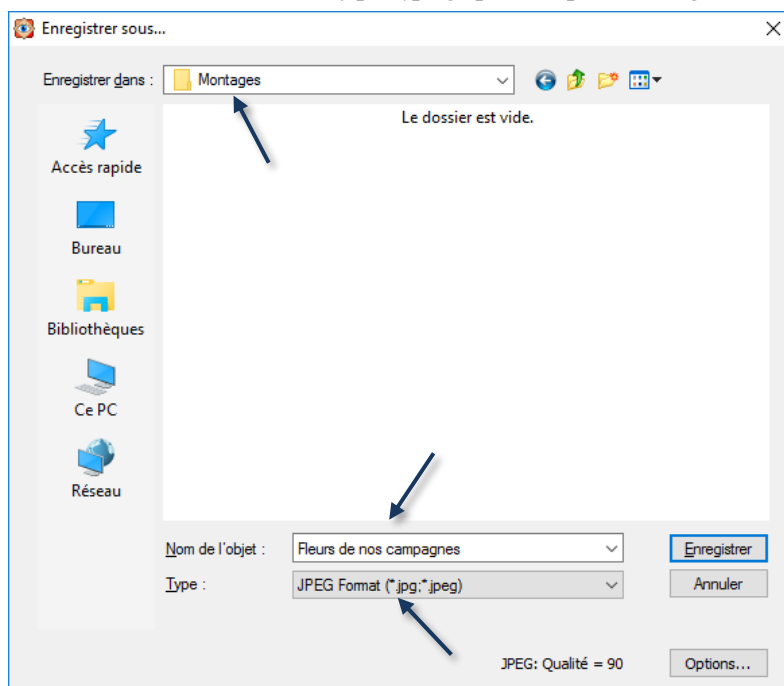 Enregistrer sous...
Enregistrer dans :
Montages
Le dossier est vide.
Accès rapide
Bureau
Bibliothèques
Ce PC
Réseau
Nom de l'objet :
Fleurs de nos campagnes
Enregistrer
Type :
JPEG Format (*.jpg;*.jpeg)
Annuler
JPEG: Qualité = 90
Options...